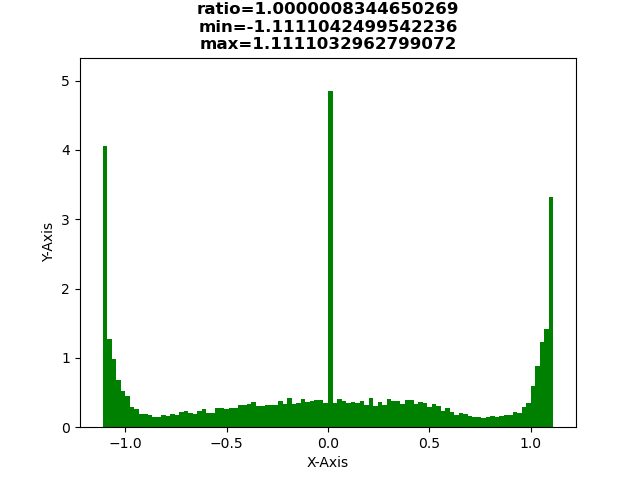 ratio=1.0000008344650269
min=-1.1111042499542236
max=1.1111032962799072
5
4
3
2
1
0
Y-Axis
−1.0 −0.5 0.0 0.5 1.0
X-Axis